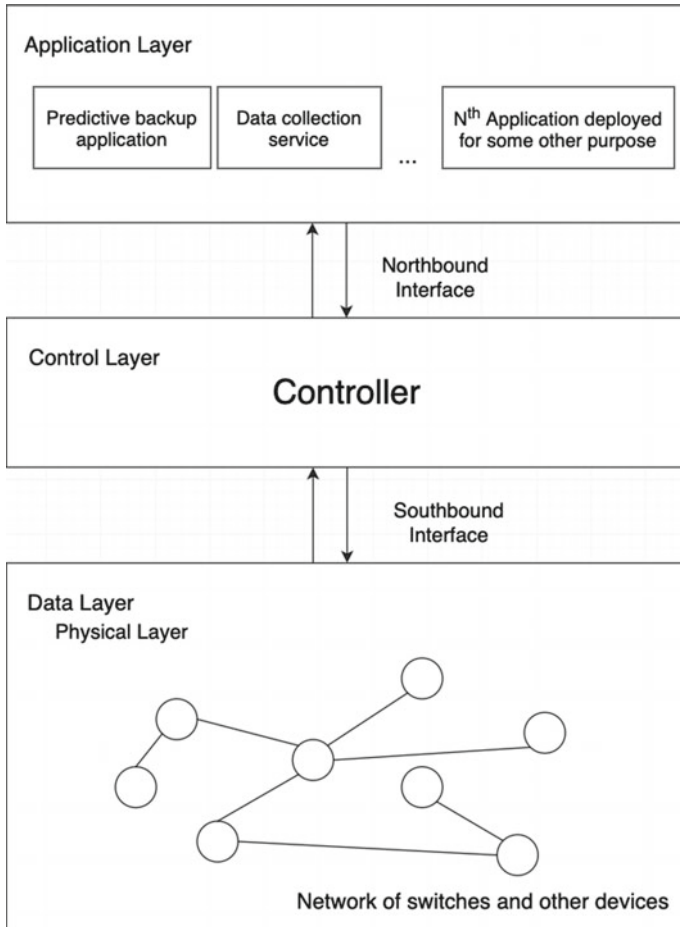 Application Layer
Predictive backup
application
Data collection
service
...
Nth Application deployed
for some other purpose
Northbound
Interface
Control Layer
Controller
Southbound
Interface
Data Layer
Physical Layer
Network of switches and other devices